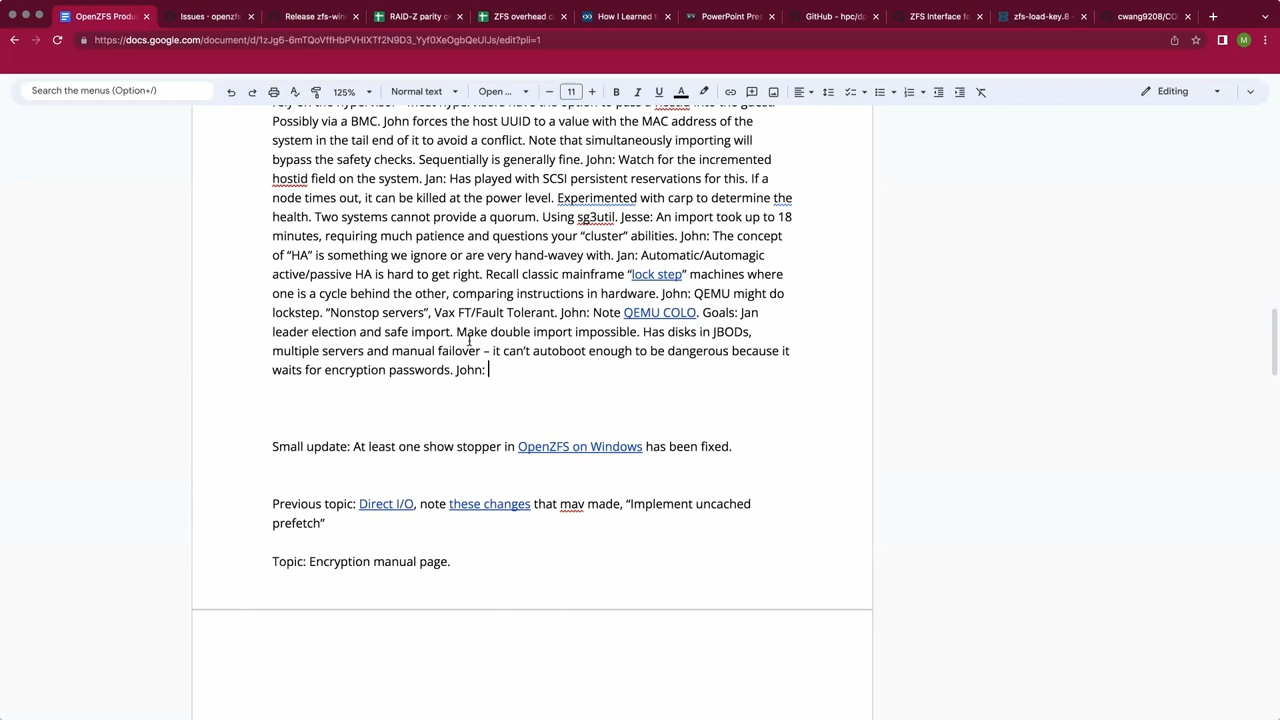 OpenZFS Produ
Issues · openzfs
Release zfs-win
RAID-Z parity c
ZFS overhead c
How I Learned t
PowerPoint Pres
GitHub - hpc/dp
ZFS Interface fo
zfs-load-key.8 –
cwang9208/CO
https://docs.google.com/document/d/1zJg6-6mTQoVffHbPVHIXTf2N9D3_Yyf0XeOgbQeUlJs/edit?pli=1
M
Search the menus (Option+/)
125%
Normal text
Open ...
11
B I U A
Editing
Possibly via a BMC. John forces the host UUID to a value with the MAC address of the
system in the tail end of it to avoid a conflict. Note that simultaneously importing will
bypass the safety checks. Sequentially is generally fine. John: Watch for the incremented
hostid field on the system. Jan: Has played with SCSI persistent reservations for this. If a
node times out, it can be killed at the power level. Experimented with carp to determine the
health. Two systems cannot provide a quorum. Using sg3util. Jesse: An import took up to 18
minutes, requiring much patience and questions your “cluster” abilities. John: The concept
of “HA” is something we ignore or are very hand-wavey with. Jan: Automatic/Automagic
active/passive HA is hard to get right. Recall classic mainframe “lock step” machines where
one is a cycle behind the other, comparing instructions in hardware. John: QEMU might do
lockstep. “Nonstop servers”, Vax FT/Fault Tolerant. John: Note QEMU COLO. Goals: Jan
leader election and safe import. Make double import impossible. Has disks in JBODs,
multiple servers and manual failover – it can’t autoboot enough to be dangerous because it
waits for encryption passwords. John:
Small update: At least one show stopper in OpenZFS on Windows has been fixed.
Previous topic: Direct I/O, note these changes that mav made, “Implement uncached
prefetch”
Topic: Encryption manual page.